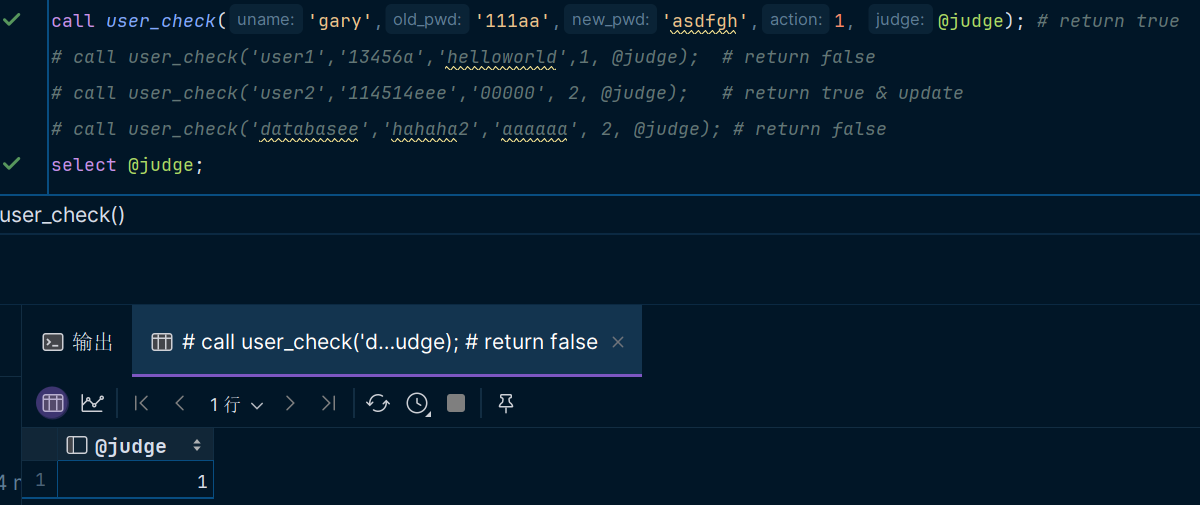 call user_check( uname: 'gary', old_pwd: '111aa', new_pwd: 'asdfgh', action: 1, judge: @judge); # return true
# call user_check('user1','13456a','helloworld',1, @judge);  # return false
# call user_check('user2','114514eee','00000', 2, @judge);   # return true & update
# call user_check('databasee','hahaha2','aaaaaa', 2, @judge); # return false
select @judge;
user_check()
输出
# call user_check('d...udge); # return false
1 行
@judge
1 1